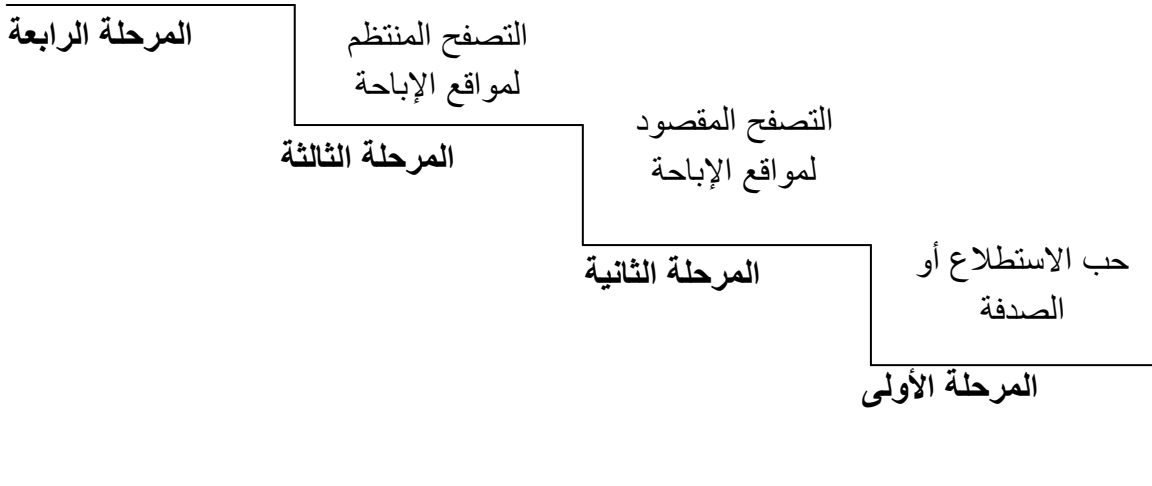 المرحلة الرابعة
التصفح المنتظم
لمواقع الإباحة
المرحلة الثالثة
التصفح المقصود
لمواقع الإباحة
المرحلة الثانية
حب الاستطلاع أو
الصدفة
المرحلة الأولى